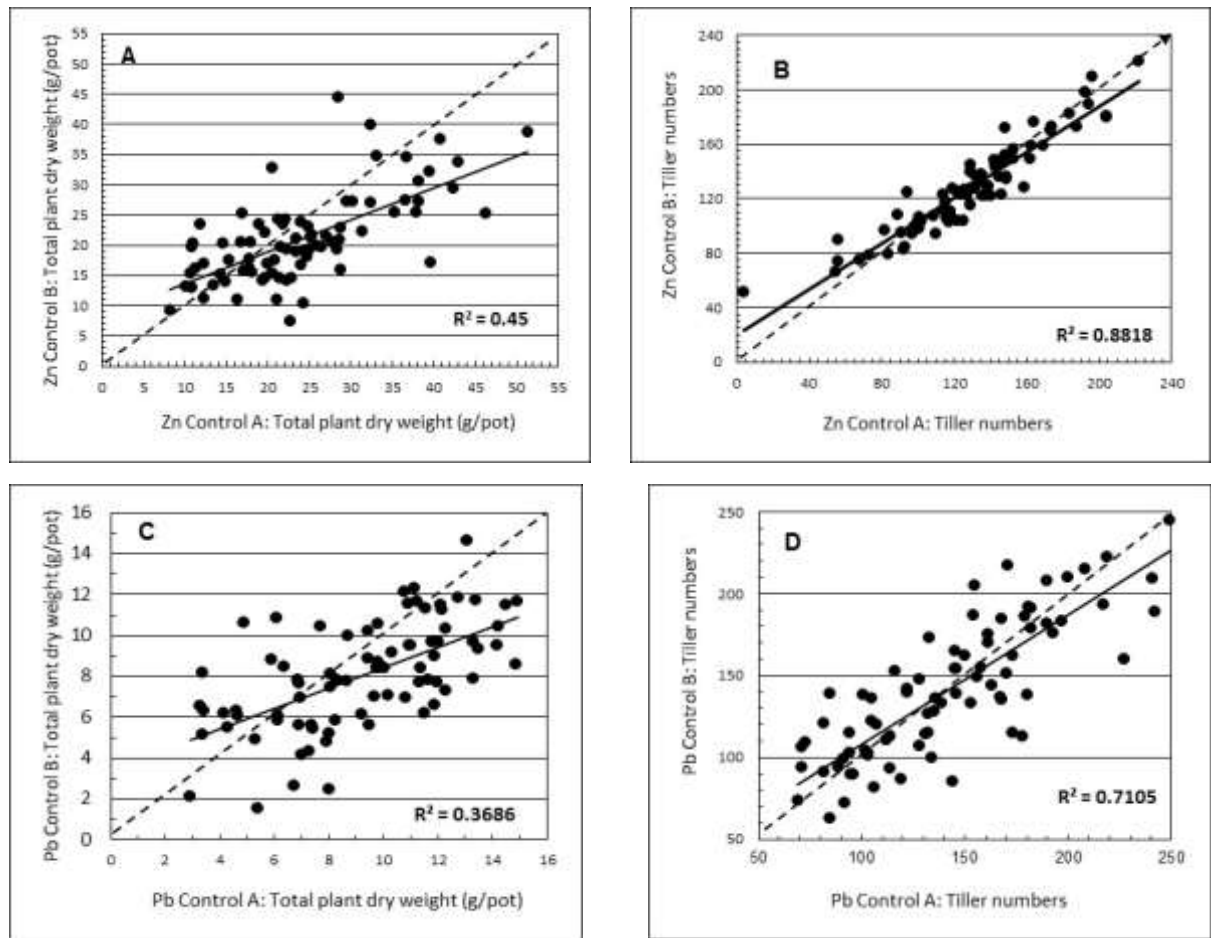 A
Zn Control B: Total plant dry weight (g/pot)
55
50
45
40
35
30
25
20
15
10
5
0
R² = 0.45
0 5 10 15 20 25 30 35 40 45 50 55
Zn Control A: Total plant dry weight (g/pot)
B
Zn Control B: Tiller numbers
240
200
160
120
80
40
0
R² = 0.8818
0 40 80 120 160 200 240
Zn Control A: Tiller numbers
C
Pb Control B: Total plant dry weight (g/pot)
16
14
12
10
8
6
4
2
0
R² = 0.3686
0 2 4 6 8 10 12 14 16
Pb Control A: Total plant dry weight (g/pot)
D
Pb Control B: Tiller numbers
250
200
150
100
50
R² = 0.7105
50 100 150 200 250
Pb Control A: Tiller numbers